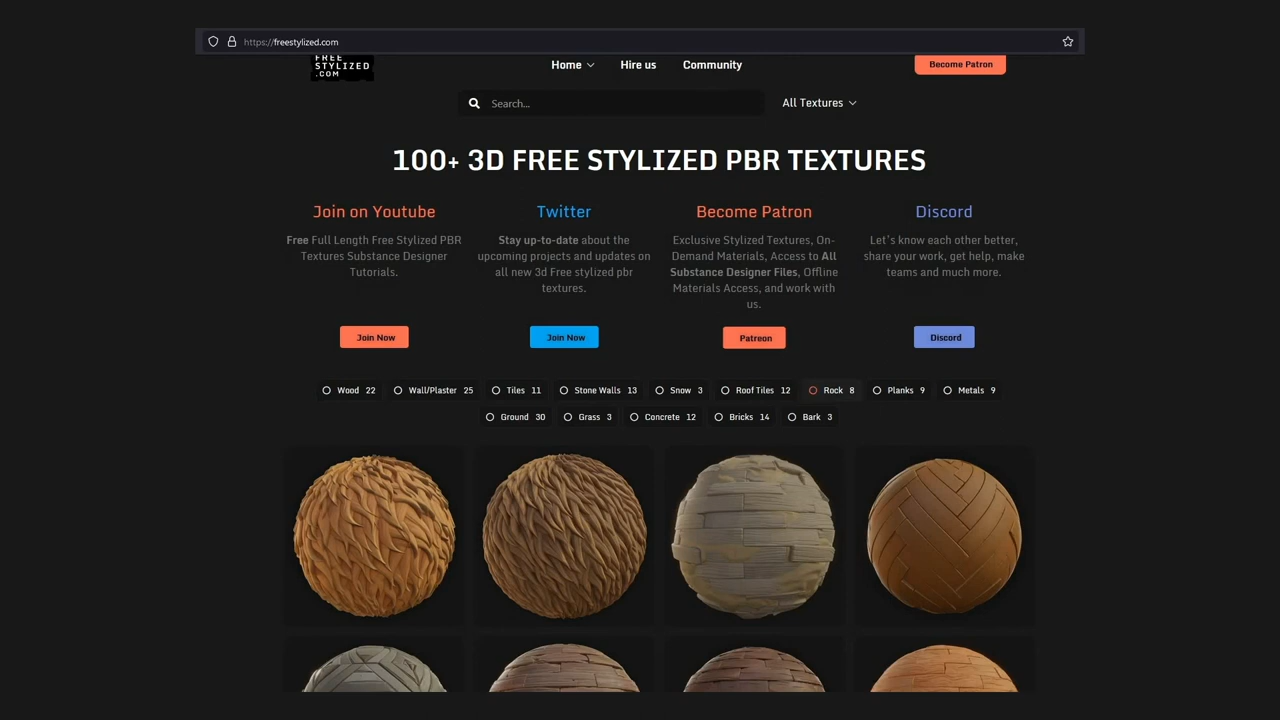 https://freestylized.com
FREE
STYLIZED
.COM
Home
Hire us
Community
Become Patron
Search...
All Textures
100+ 3D FREE STYLIZED PBR TEXTURES
Join on Youtube
Free Full Length Free Stylized PBR
Textures Substance Designer
Tutorials.
Join Now
Twitter
Stay up-to-date about the
upcoming projects and updates on
all new 3d Free stylized pbr
textures.
Join Now
Become Patron
Exclusive Stylized Textures, On-
Demand Materials, Access to All
Substance Designer Files, Offline
Materials Access, and work with
us.
Patreon
Discord
Let's know each other better,
share your work, get help, make
teams and much more.
Discord
Wood 22
Wall/Plaster 25
Tiles 11
Stone Walls 13
Snow 3
Roof Tiles 12
Rock 8
Planks 9
Metals 9
Ground 30
Grass 3
Concrete 12
Bricks 14
Bark 3